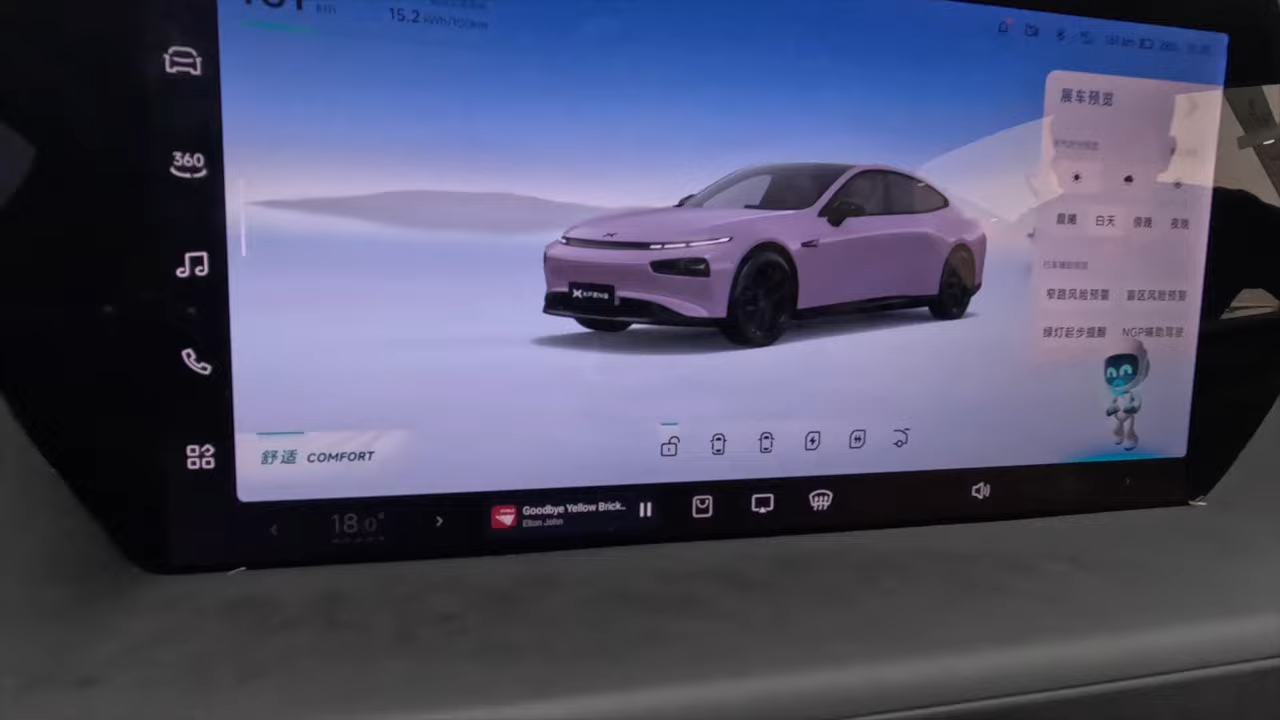 15.2 kWh/100km
展车预览
360
晨曦 白天 傍晚 夜晚
窄路风险预警 盲区风险预警
绿灯起步提醒 NGP辅助驾驶
XPENG
舒适 COMFORT
18.0°
Goodbye Yellow Brick..
Elton John